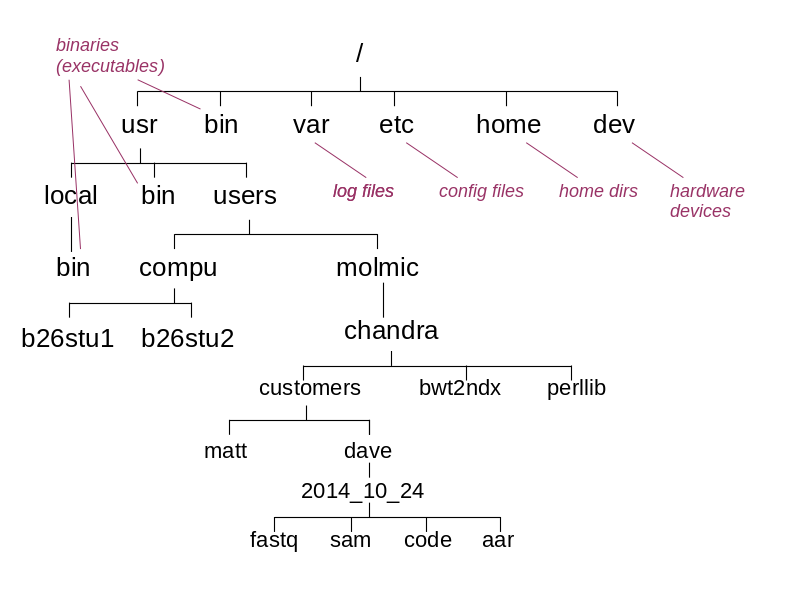 binaries
(executables)
/
usr bin var etc home dev
local bin users log files config files home dirs hardware
devices
bin compu molmic
b26stu1 b26stu2 chandra
customers bwt2ndx perllib
matt dave
2014_10_24
fastq sam code aar